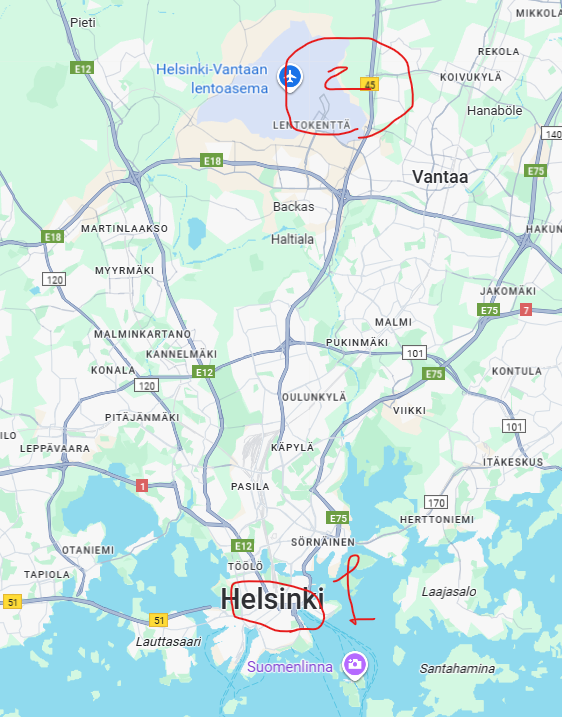 Pieti
MIKKOLA
REKOLA
E12
Helsinki-Vantaan
lentoasema
2
45
KOIVUKYLÄ
Hanaböle
LENTOKENTTÄ
140
E18
Vantaa
E75
Backas
MARTINLAAKSO
HAKUN
E18
Haltiala
MYYRMÄKI
120
JAKOMÄKI
E75
7
MALMI
MALMINKARTANO
PUKINMÄKI
KANNELMÄKI
101
KONALA
E12
E75
KONTULA
120
OULUNKYLÄ
PITÄJÄNMÄKI
VIIKKI
101
ILO
LEPPÄVAARA
KÄPYLÄ
ITÄKESKUS
1
PASILA
170
E75
HERTTONIEMI
E12
SÖRNÄINEN
OTANIEMI
TÖÖLÖ
TAPIOLA
1
51
Helsinki
Laajasalo
51
Lauttasaari
Suomenlinna
Santahamina